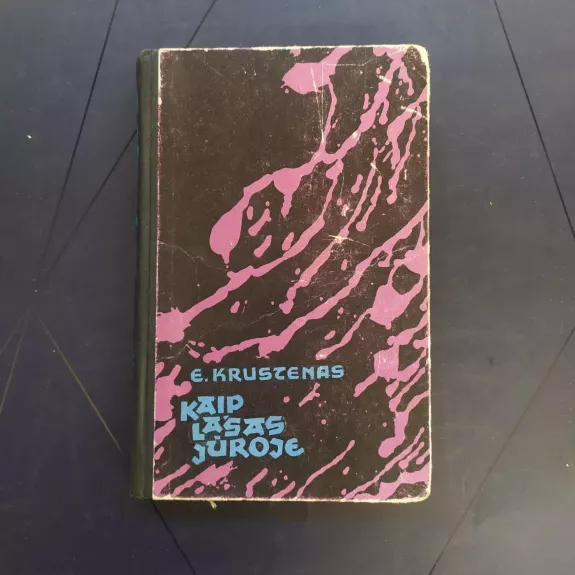 E. KRUSTENAS
KAIP
LAŠAS
JŪROJE